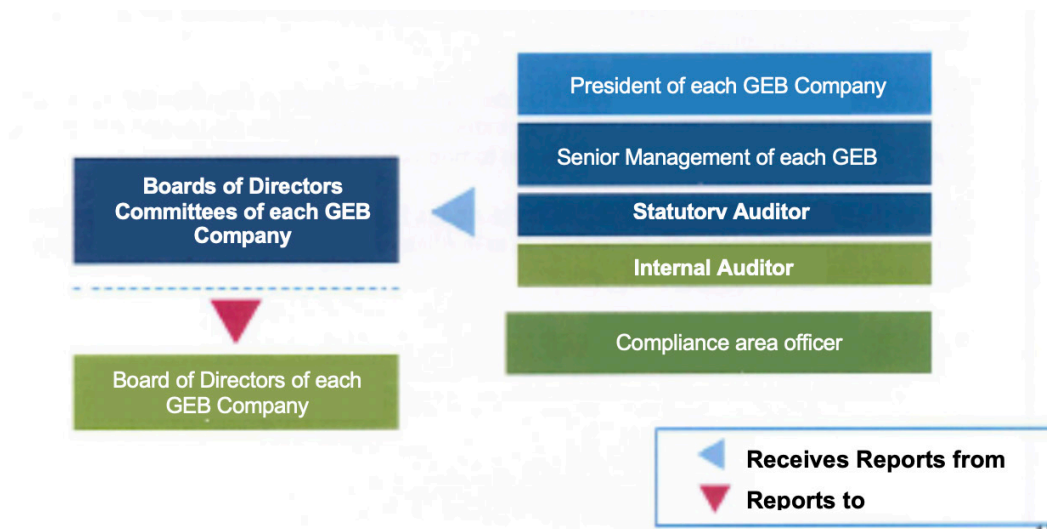 President of each GEB Company
Senior Management of each GEB
Boards of Directors
Committees of each GEB
Company
Statutory Auditor
Internal Auditor
Compliance area officer
Board of Directors of each
GEB Company
Receives Reports from
Reports to